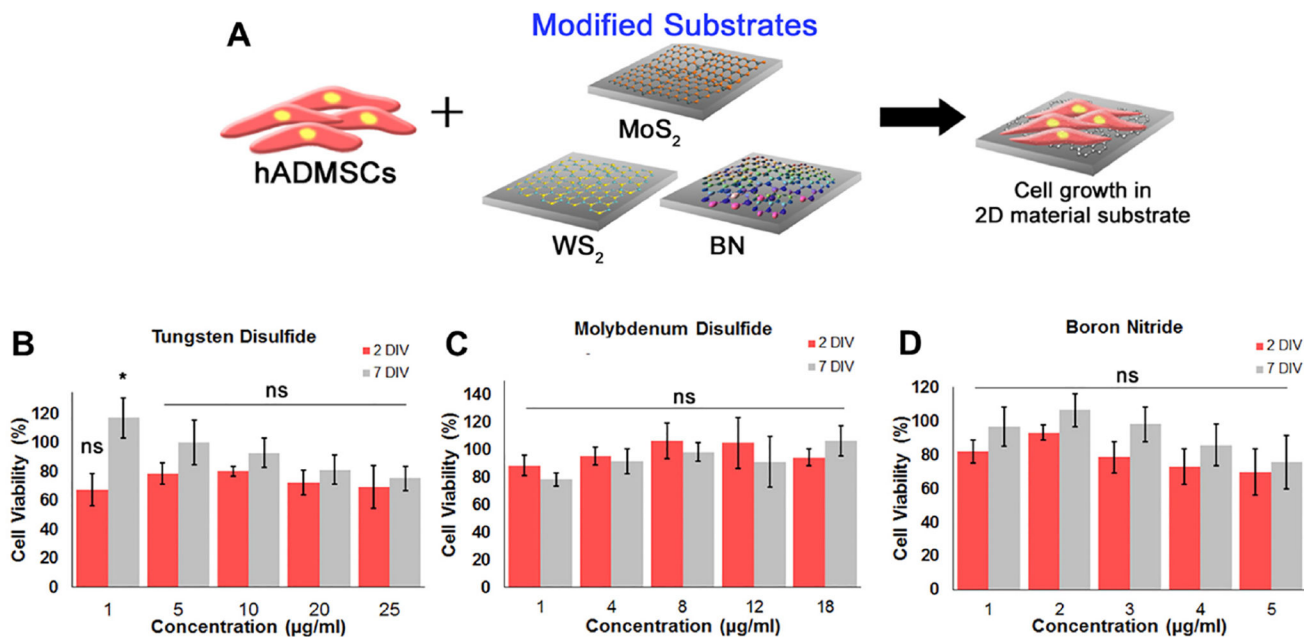 A
Modified Substrates
hADMSCs
+
MoS₂
WS₂
BN
Cell growth in
2D material substrate
B
Tungsten Disulfide
2 DIV
7 DIV
Cell Viability (%)
120
100
80
60
40
20
0
ns
*
ns
1 5 10 20 25
Concentration (µg/ml)
C
Molybdenum Disulfide
2 DIV
7 DIV
Cell Viability (%)
140
120
100
80
60
40
20
0
ns
1 4 8 12 18
Concentration (µg/ml)
D
Boron Nitride
2 DIV
7 DIV
Cell Viability (%)
120
100
80
60
40
20
0
ns
1 2 3 4 5
Concentration (µg/ml)